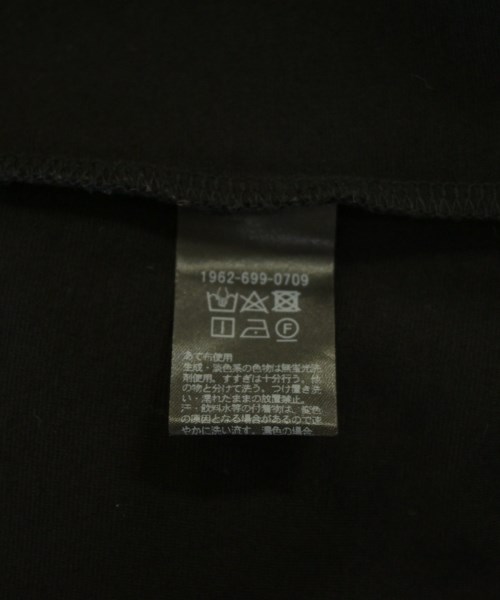 1962-699-0709
F
あて布使用
生成・淡色系の色物は無蛍光洗
剤使用。すすぎは十分行う。他
の物と分けて洗う。つけ置き洗
い・濡れたままの放置禁止。
汗・飲料水等の付着物は、変色
の原因となる場合があるので速
やかに洗い流す。濃色の場合